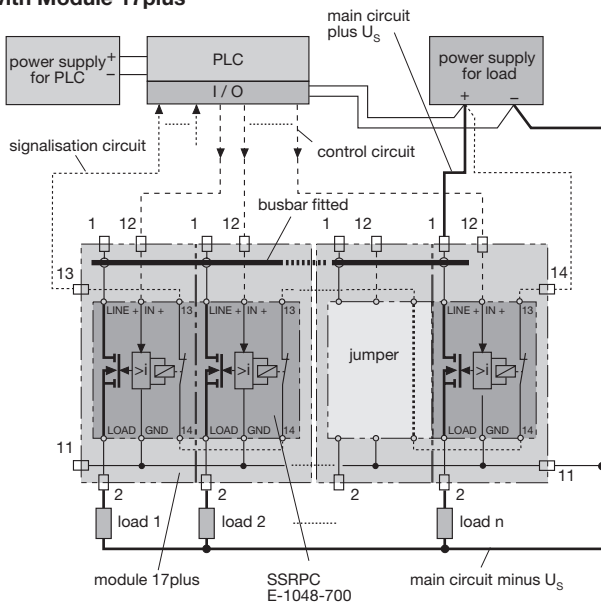 with Module 17plus
main circuit
plus US
power supply
for PLC
+
−
PLC
I / O
power supply
for load
+ −
signalisation circuit
control circuit
busbar fitted
1 12 1 12 12 1 12
13 14
LINE + IN + 13 LINE + IN + 13 LINE + IN + 13
jumper
>i >i >i
LOAD GND 14 LOAD GND 14 LOAD GND 14
11 11
2 2 2 2
load 1 load 2 load n
module 17plus
SSRPC
E-1048-700
main circuit minus US